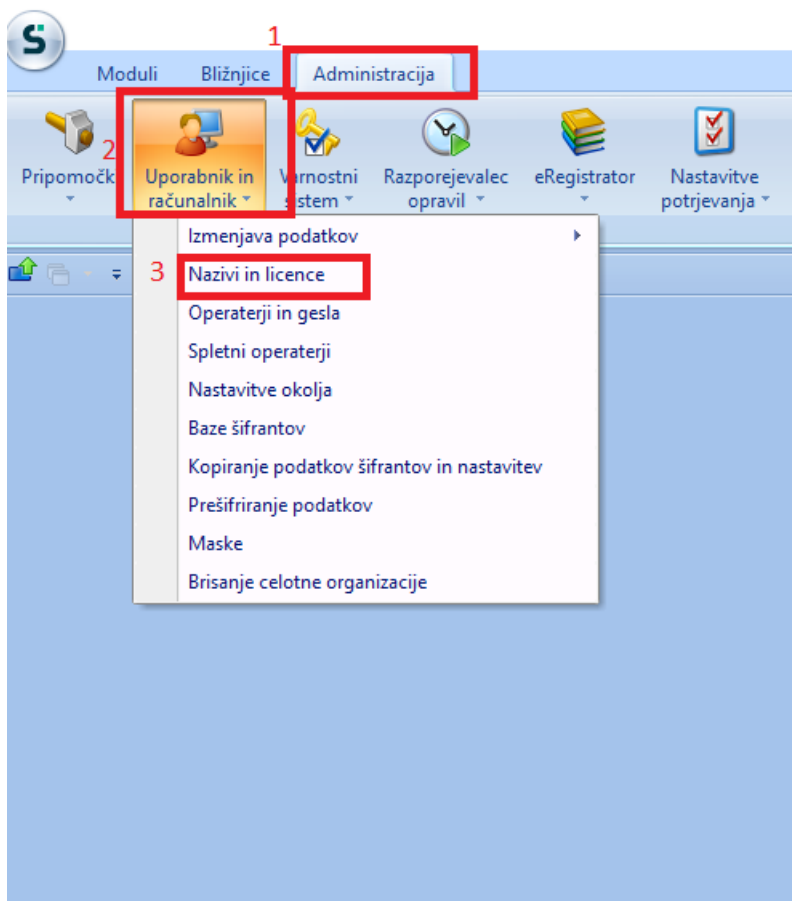 S
1
Moduli Bližnjice Administracija
2
Pripomočk Uporabnik in Varnostni Razporejevalec eRegistrator Nastavitve
računalnik sistem opravil potrjevanja
Izmenjava podatkov
3 Nazivi in licence
Operaterji in gesla
Spletni operaterji
Nastavitve okolja
Baze šifrantov
Kopiranje podatkov šifrantov in nastavitev
Prešifriranje podatkov
Maske
Brisanje celotne organizacije